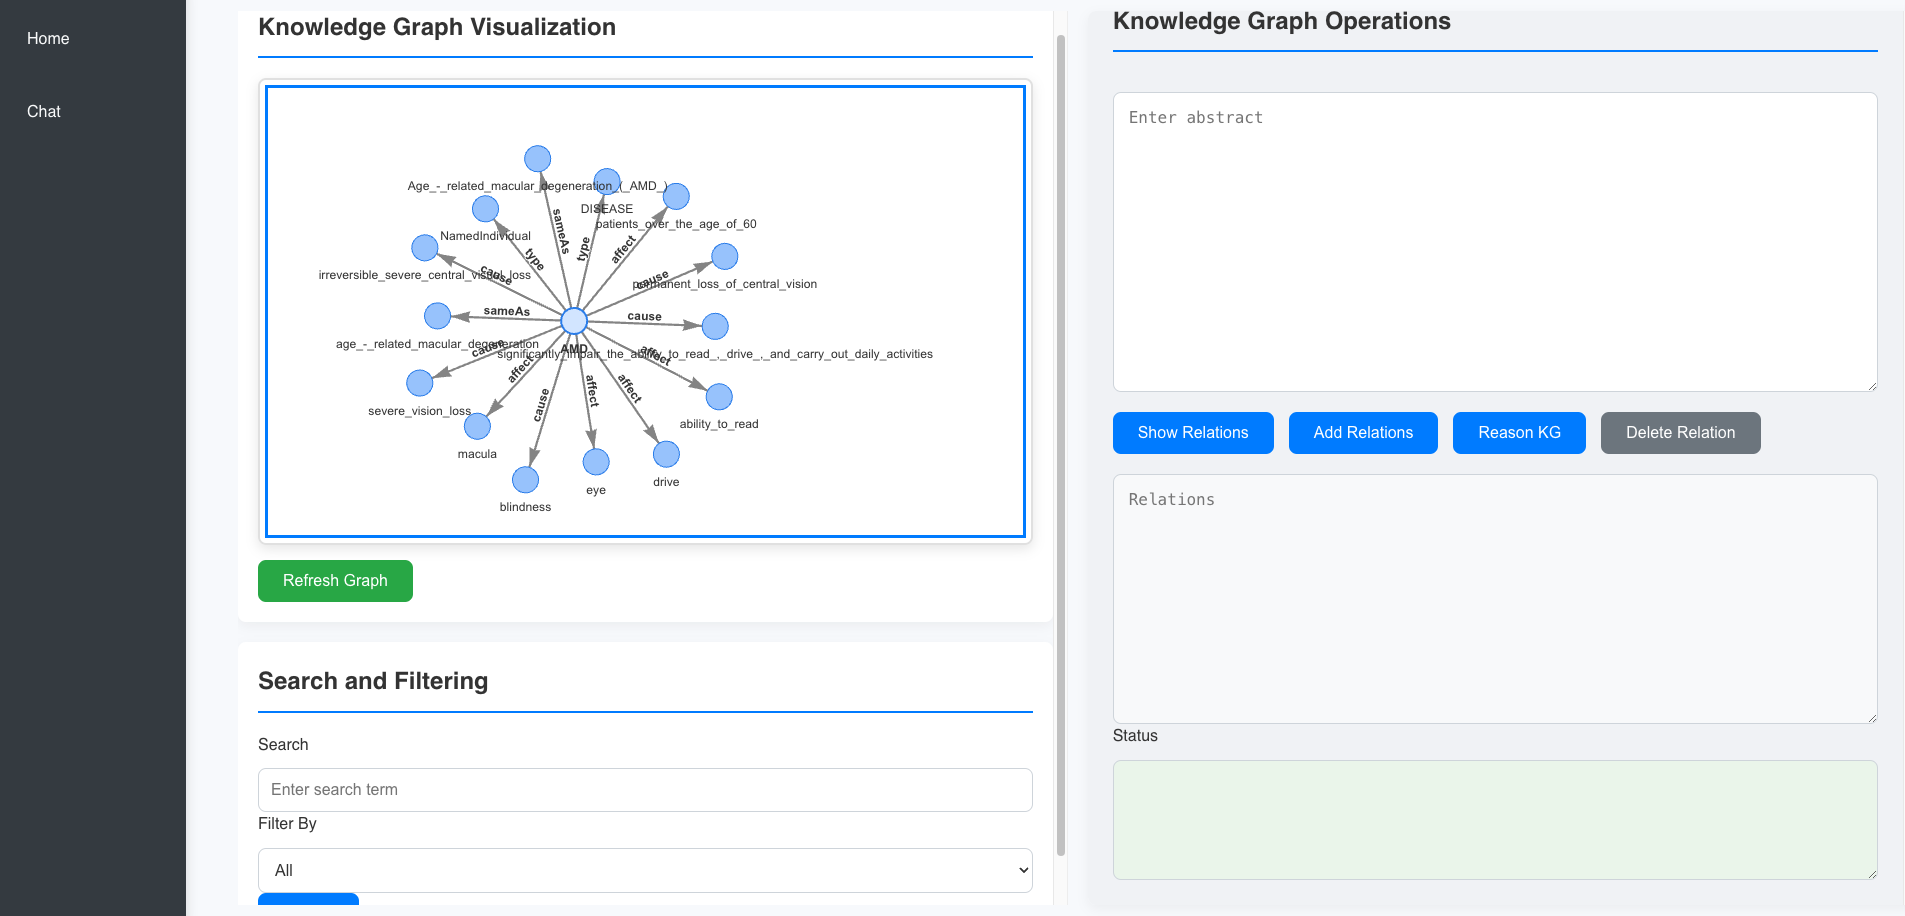 Home
Chat
Knowledge Graph Visualization
Age_-_related_macular_degeneration_(_AMD_)
DISEASE
patients_over_the_age_of_60
NamedIndividual
sameAs
type
affect
type
irreversible_severe_central_visual_loss
cause
cause
permanent_loss_of_central_vision
sameAs
cause
age_-_related_macular_degeneration
cause
AMD
significantly_impair_the_ability_to_read_,_drive_,_and_carry_out_daily_activities
affect
affect
severe_vision_loss
cause
affect
affect
ability_to_read
macula
blindness
eye
drive
Refresh Graph
Search and Filtering
Search
Enter search term
Filter By
All
Knowledge Graph Operations
Enter abstract
Show Relations
Add Relations
Reason KG
Delete Relation
Relations
Status